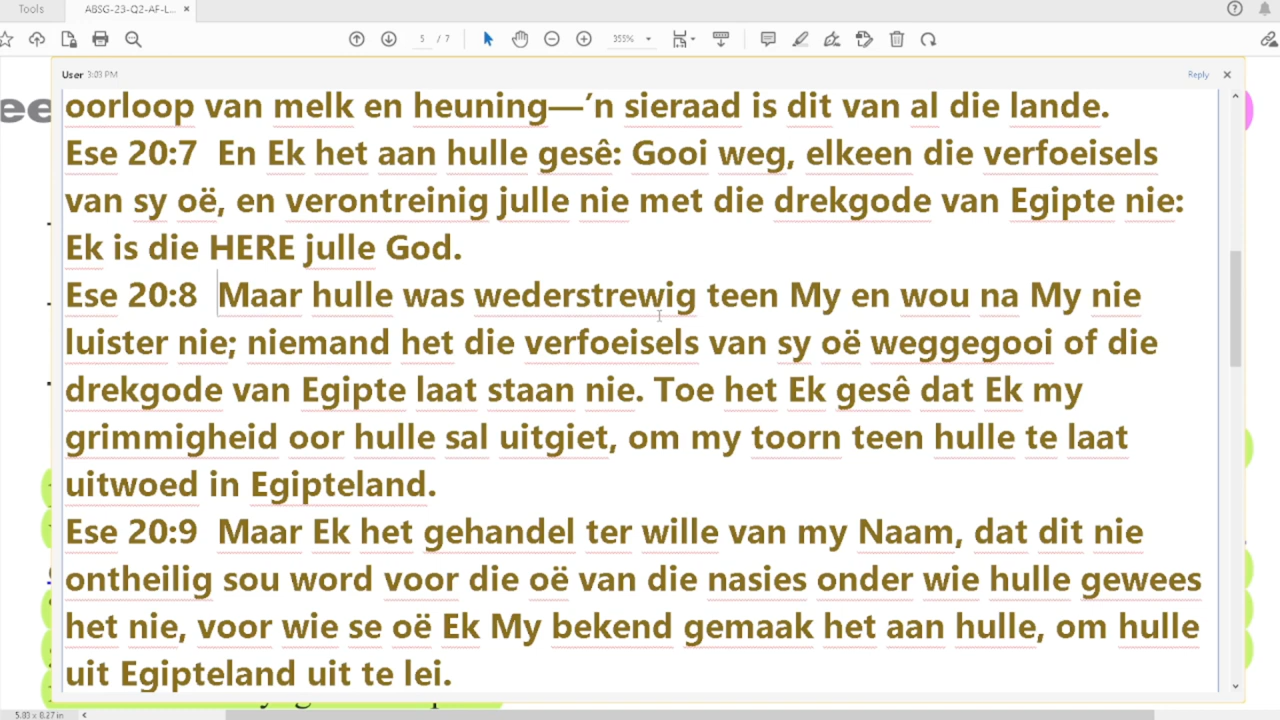 Tools
ABSG-23-Q2-AF-L... ×
5 / 7
355%
User 3:03 PM
Reply
oorloop van melk en heuning—’n sieraad is dit van al die lande.
Ese 20:7 En Ek het aan hulle gesê: Gooi weg, elkeen die verfoeisels
van sy oë, en verontreinig julle nie met die drekgode van Egipte nie:
Ek is die HERE julle God.
Ese 20:8 Maar hulle was wederstrewig teen My en wou na My nie
luister nie; niemand het die verfoeisels van sy oë weggegooi of die
drekgode van Egipte laat staan nie. Toe het Ek gesê dat Ek my
grimmigheid oor hulle sal uitgiet, om my toorn teen hulle te laat
uitwoed in Egipteland.
Ese 20:9 Maar Ek het gehandel ter wille van my Naam, dat dit nie
ontheilig sou word voor die oë van die nasies onder wie hulle gewees
het nie, voor wie se oë Ek My bekend gemaak het aan hulle, om hulle
uit Egipteland uit te lei.
5.83 x 8.27 in